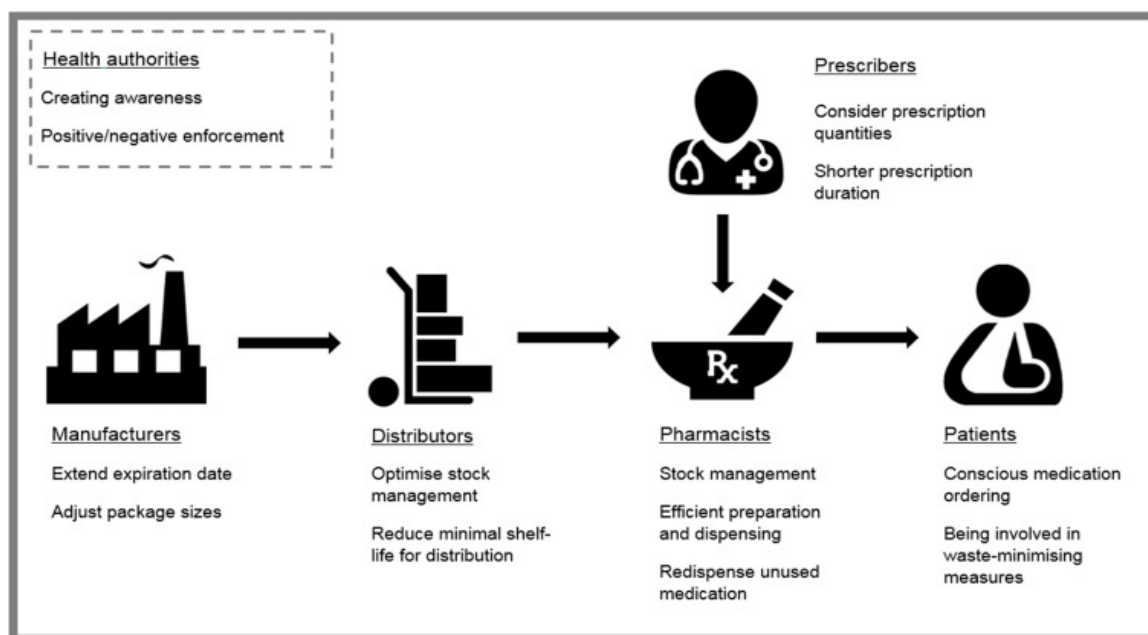 Health authorities
Creating awareness
Positive/negative enforcement
Prescribers
Consider prescription
quantities
Shorter prescription
duration
Rx
Manufacturers
Extend expiration date
Adjust package sizes
Distributors
Optimise stock
management
Reduce minimal shelf-
life for distribution
Pharmacists
Stock management
Efficient preparation
and dispensing
Redispense unused
medication
Patients
Conscious medication
ordering
Being involved in
waste-minimising
measures